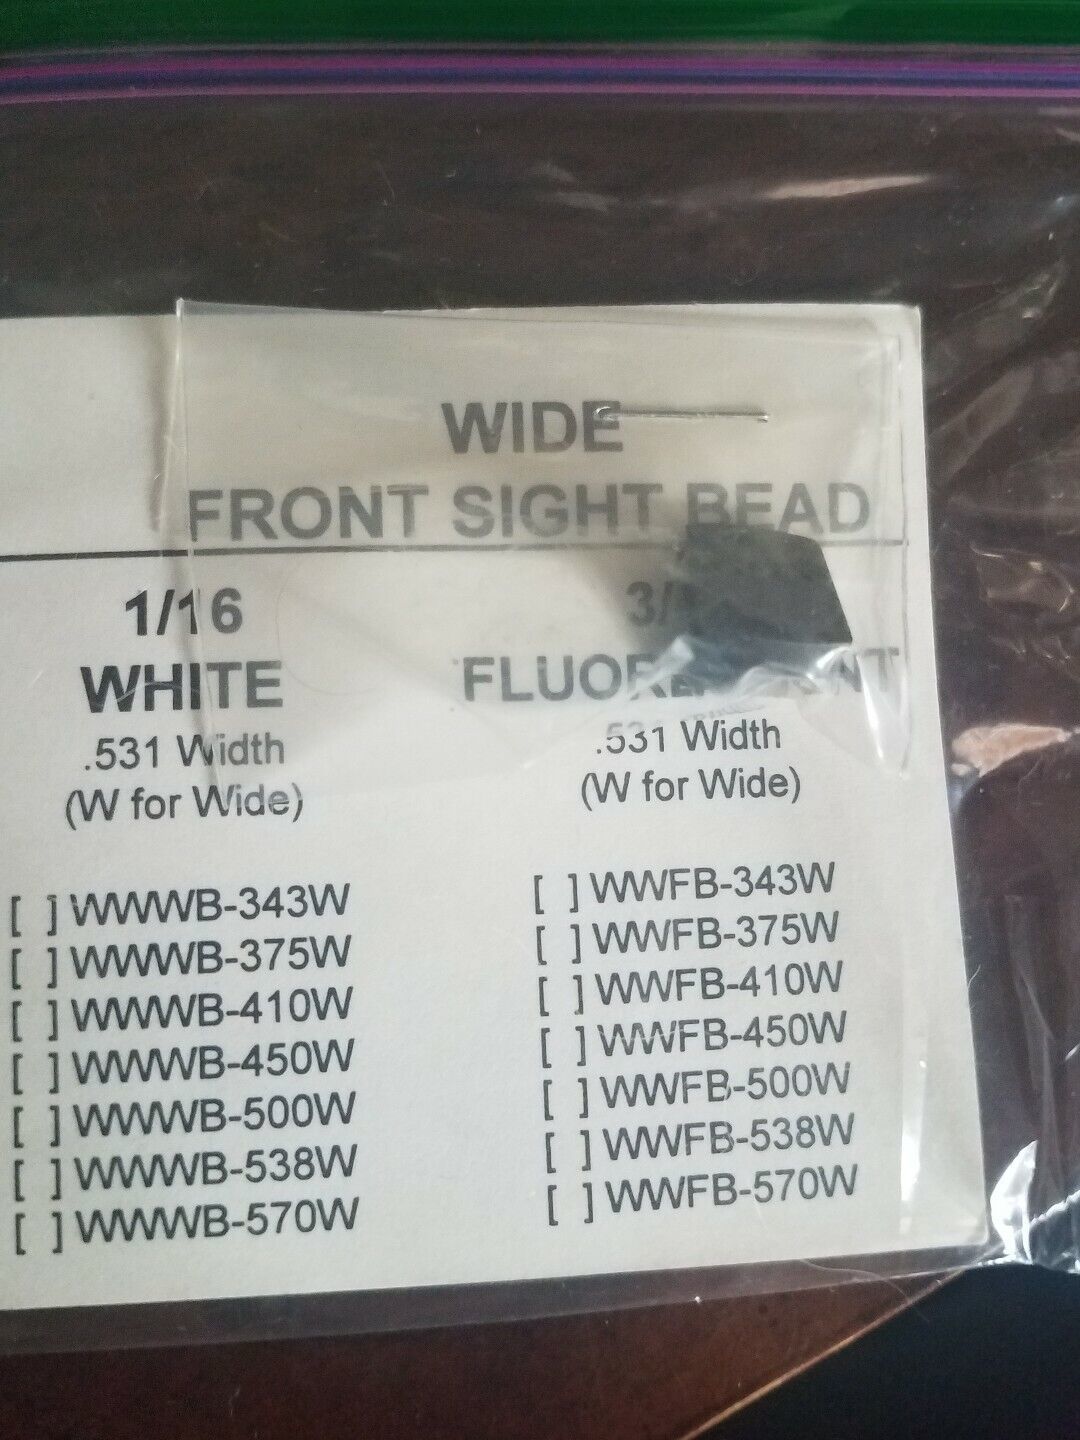 WIDE
FRONT SIGHT BEAD
1/16
WHITE
.531 Width
(W for Wide)
[ ] WWWB-343W
[ ] WWWB-375W
[ ] WWWB-410W
[ ] WWWB-450W
[ ] WWWB-500W
[ ] WWWB-538W
[ ] WWWB-570W
3/
FLUORESCENT
.531 Width
(W for Wide)
[ ] WWFB-343W
[ ] WWFB-375W
[ ] WWFB-410W
[ ] WWFB-450W
[ ] WWFB-500W
[ ] WWFB-538W
[ ] WWFB-570W